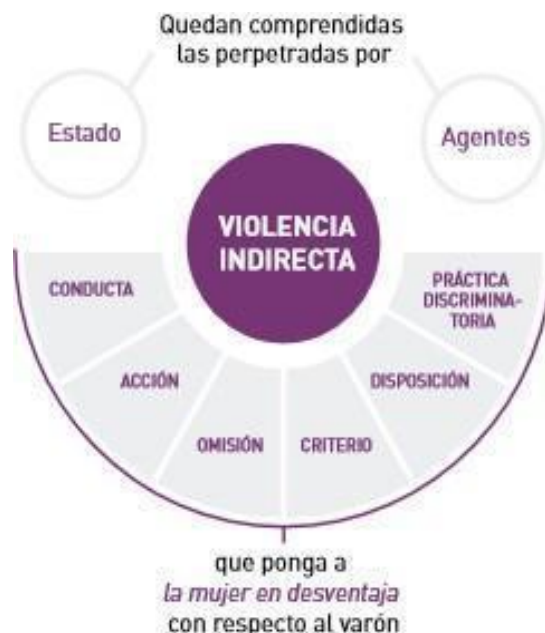 Quedan comprendidas
las perpetradas por
Estado
Agentes
VIOLENCIA
INDIRECTA
CONDUCTA
ACCIÓN
OMISIÓN
CRITERIO
DISPOSICIÓN
PRÁCTICA
DISCRIMINA-
TORIA
que ponga a
la mujer en desventaja
con respecto al varón